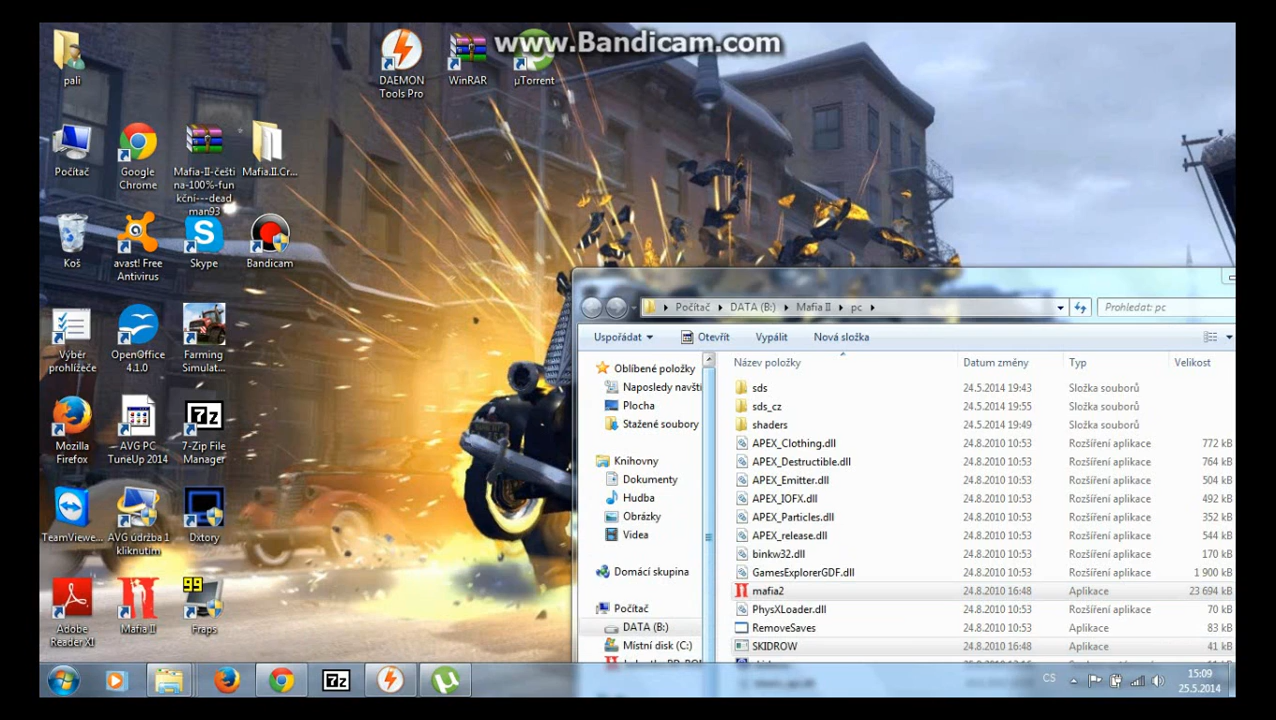 www.Bandicam.com
pali
DAEMON
Tools Pro
WinRAR
µTorrent
Počítač
Google
Chrome
Mafia-II-češti
na-100%-fun
kční---dead
man93
Mafia.II.Cr...
Koš
avast! Free
Antivirus
Skype
Bandicam
Výběr
prohlížeče
OpenOffice
4.1.0
Farming
Simulat...
Mozilla
Firefox
AVG PC
TuneUp 2014
7-Zip File
Manager
TeamViewe...
AVG údržba 1
kliknutím
Dxtory
Adobe
Reader XI
Mafia II
99
Fraps
Počítač
DATA (B:)
Mafia II
pc
Prohledat: pc
Uspořádat
Otevřít
Vypálit
Nová složka
Oblíbené položky
Naposledy navšti
Plocha
Stažené soubory
Knihovny
Dokumenty
Hudba
Obrázky
Videa
Domácí skupina
Počítač
DATA (B:)
Místní disk (C:)
Název položky Datum změny Typ Velikost
sds 24.5.2014 19:43 Složka souborů
sds_cz 24.5.2014 19:55 Složka souborů
shaders 24.5.2014 19:49 Složka souborů
APEX_Clothing.dll 24.8.2010 10:53 Rozšíření aplikace 772 kB
APEX_Destructible.dll 24.8.2010 10:53 Rozšíření aplikace 764 kB
APEX_Emitter.dll 24.8.2010 10:53 Rozšíření aplikace 504 kB
APEX_IOFX.dll 24.8.2010 10:53 Rozšíření aplikace 492 kB
APEX_Particles.dll 24.8.2010 10:53 Rozšíření aplikace 352 kB
APEX_release.dll 24.8.2010 10:53 Rozšíření aplikace 544 kB
binkw32.dll 24.8.2010 10:53 Rozšíření aplikace 170 kB
GamesExplorerGDF.dll 24.8.2010 10:53 Rozšíření aplikace 1 900 kB
mafia2 24.8.2010 16:48 Aplikace 23 694 kB
PhysXLoader.dll 24.8.2010 10:53 Rozšíření aplikace 70 kB
RemoveSaves 24.8.2010 10:53 Aplikace 83 kB
SKIDROW 24.8.2010 16:48 Aplikace 41 kB
7z
CS
15:09
25.5.2014